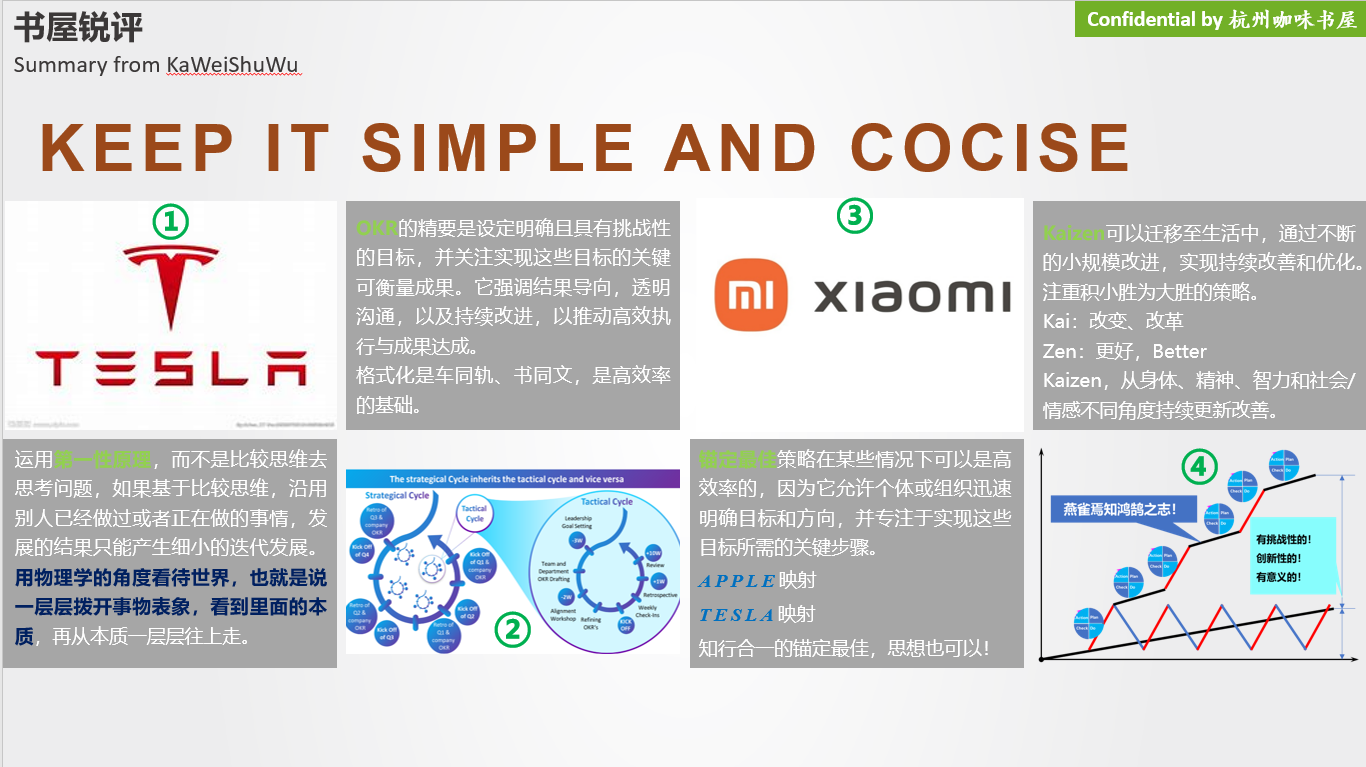 书屋锐评
Summary from KaWeiShuWu
Confidential by 杭州咖味书屋
KEEP IT SIMPLE AND COCISE
①
TESLA
运用第一性原理，而不是比较思维去
思考问题，如果基于比较思维，沿用
别人已经做过或者正在做的事情，发
展的结果只能产生细小的迭代发展。
用物理学的角度看待世界，也就是说
一层层拨开事物表象，看到里面的本
质，再从本质一层层往上走。
OKR的精要是设定明确且具有挑战性
的目标，并关注实现这些目标的关键
可衡量成果。它强调结果导向，透明
沟通，以及持续改进，以推动高效执
行与成果达成。
格式化是车同轨、书同文，是高效率
的基础。
The strategical Cycle inherits the tactical cycle and vice versa
Strategical Cycle
Tactical
Cycle
Tactical Cycle
Retro of
Q3 &
company
OKR
Kick Off
of Q4
Kick Off
of Q1 &
company
OKR
Retro of
Q2 &
company
OKR
Kick Off
of Q3
Kick Off
of Q2
Retro of
Q1 &
company
OKR
Leadership
Goal Setting
-3W
Team and
Department
OKR Drafting
-2W
Alignment
Workshop
Refining
OKR's
KICK
OFF
Weekly
Check-Ins
+1W
Retrospective
+10W
Review
②
③
mi
xiaomi
锚定最佳策略在某些情况下可以是高
效率的，因为它允许个体或组织迅速
明确目标和方向，并专注于实现这些
目标所需的关键步骤。
APPLE映射
TESLA映射
知行合一的锚定最佳，思想也可以！
Kaizen可以迁移至生活中，通过不断
的小规模改进，实现持续改善和优化。
注重积小胜为大胜的策略。
Kai：改变、改革
Zen：更好，Better
Kaizen，从身体、精神、智力和社会/
情感不同角度持续更新改善。
④
燕雀焉知鸿鹄之志！
有挑战性的！
创新性的！
有意义的！
Action Plan
Check Do
Action Plan
Check Do
Action Plan
Check Do
Action Plan
Check Do
Action Plan
Check Do
Action Plan
Check Do